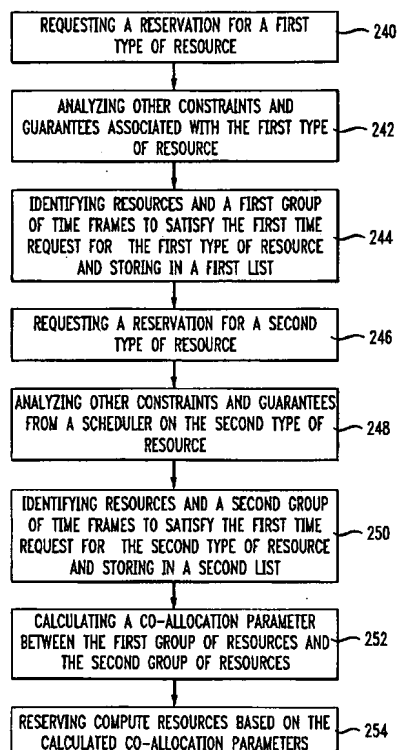 REQUESTING A RESERVATION FOR A FIRST
TYPE OF RESOURCE
240
ANALYZING OTHER CONSTRAINTS AND
GUARANTEES ASSOCIATED WITH THE FIRST TYPE
OF RESOURCE
242
IDENTIFYING RESOURCES AND A FIRST GROUP
OF TIME FRAMES TO SATISFY THE FIRST TIME
REQUEST FOR THE FIRST TYPE OF RESOURCE
AND STORING IN A FIRST LIST
244
REQUESTING A RESERVATION FOR A SECOND
TYPE OF RESOURCE
246
ANALYZING OTHER CONSTRAINTS AND GUARANTEES
FROM A SCHEDULER ON THE SECOND TYPE OF
RESOURCE
248
IDENTIFYING RESOURCES AND A SECOND GROUP
OF TIME FRAMES TO SATISFY THE FIRST TIME
REQUEST FOR THE SECOND TYPE OF RESOURCE
AND STORING IN A SECOND LIST
250
CALCULATING A CO-ALLOCATION PARAMETER
BETWEEN THE FIRST GROUP OF RESOURCES AND
THE SECOND GROUP OF RESOURCES
252
RESERVING COMPUTE RESOURCES BASED ON THE
CALCULATED CO-ALLOCATION PARAMETERS
254